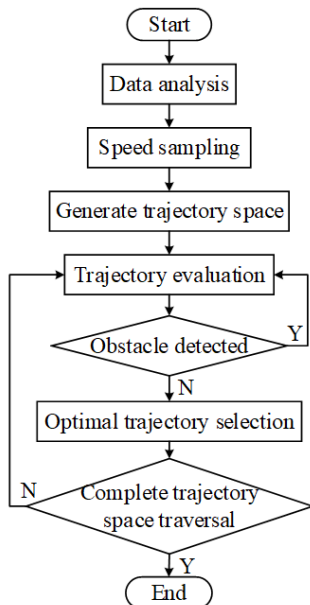 Start
Data analysis
Speed sampling
Generate trajectory space
Trajectory evaluation
Obstacle detected
Y
N
Optimal trajectory selection
N
Complete trajectory
space traversal
Y
End